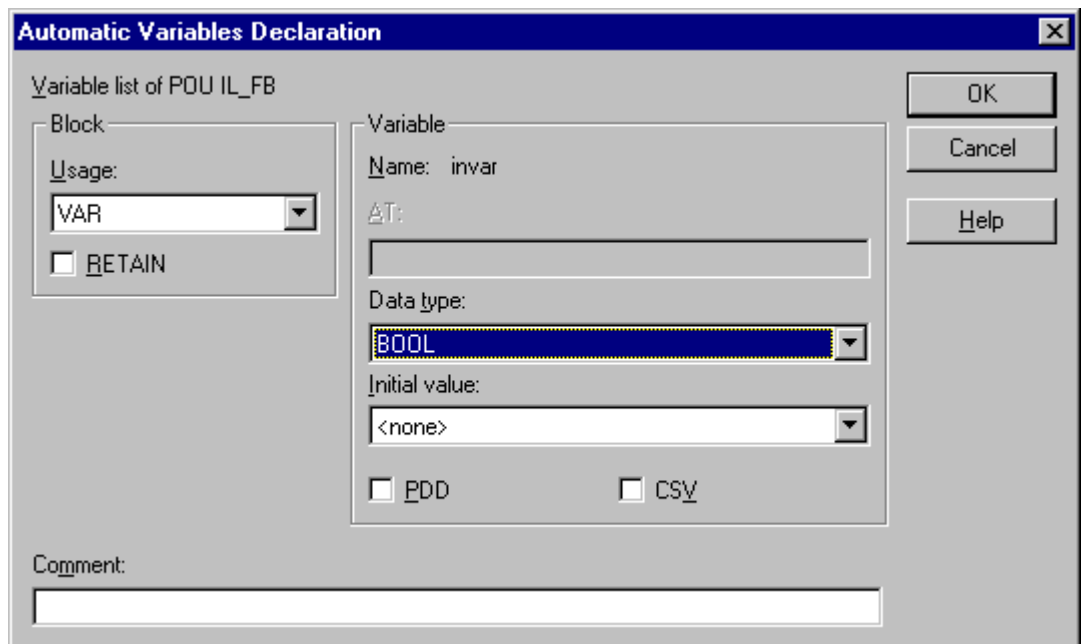 Automatic Variables Declaration
Variable list of POU IL_FB
Block
Usage:
VAR
RETAIN
Variable
Name: invar
AT:
Data type:
BOOL
Initial value:
<none>
PDD CSV
OK
Cancel
Help
Comment: